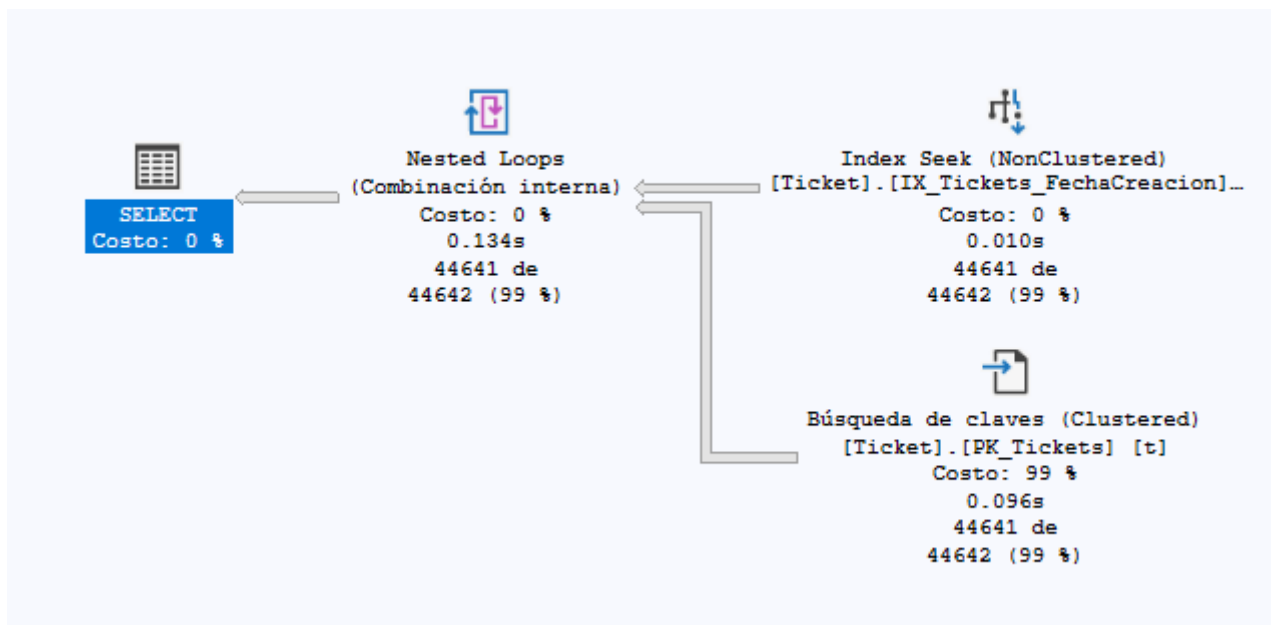 SELECT
Costo: 0 %
Nested Loops
(Combinación interna)
Costo: 0 %
0.134s
44641 de
44642 (99 %)
Index Seek (NonClustered)
[Ticket].[IX_Tickets_FechaCreacion]…
Costo: 0 %
0.010s
44641 de
44642 (99 %)
Búsqueda de claves (Clustered)
[Ticket].[PK_Tickets] [t]
Costo: 99 %
0.096s
44641 de
44642 (99 %)